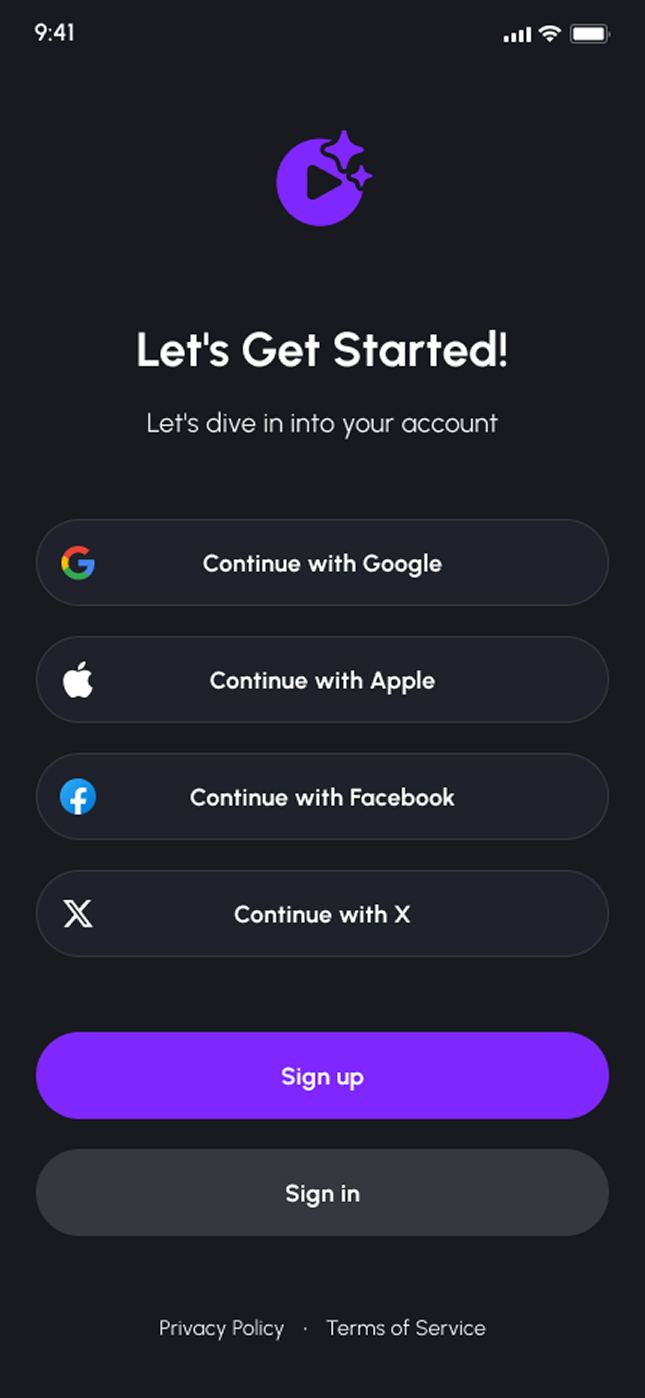 9:41
Let's Get Started!
Let's dive in into your account
Continue with Google
Continue with Apple
Continue with Facebook
Continue with X
Sign up
Sign in
Privacy Policy · Terms of Service